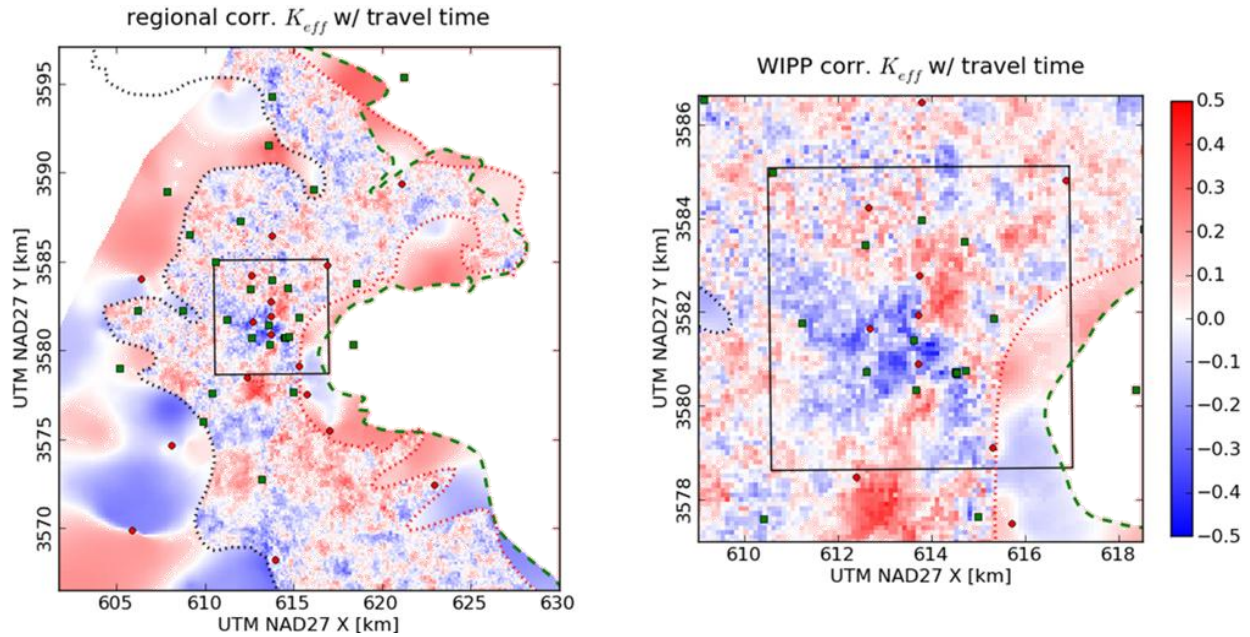 regional corr. K_eff w/ travel time
3595
3590
3585
3580
3575
3570
UTM NAD27 Y [km]
605 610 615 620 625 630
UTM NAD27 X [km]
WIPP corr. K_eff w/ travel time
3586
3584
3582
3580
3578
UTM NAD27 Y [km]
610 612 614 616 618
UTM NAD27 X [km]
0.5
0.4
0.3
0.2
0.1
0.0
−0.1
−0.2
−0.3
−0.4
−0.5